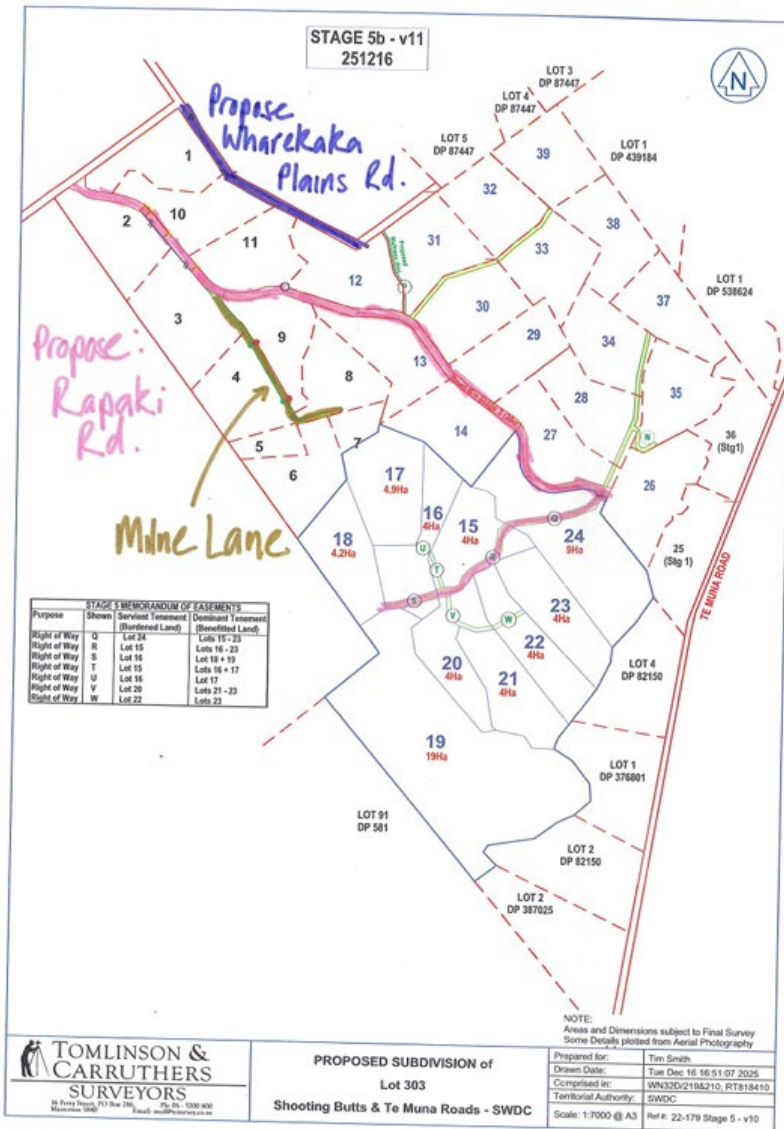 STAGE 5b - v11
251216
N
LOT 3
DP 87447
LOT 4
DP 87447
LOT 5
DP 87447
LOT 1
DP 439184
Propose
Wharekaka
Plains Rd.
1
2
10
11
12
31
32
39
33
38
LOT 1
DP 538624
37
3
9
30
29
34
35
13
Propose:
Rapaki
Rd.
4
8
28
36
(Stg1)
5
6
7
14
27
N
26
25
(Stg 1)
TE MUNA ROAD
Milne Lane
17
4.9Ha
16
4Ha
15
4Ha
18
4.2Ha
24
9Ha
Q
R
S
U
T
V
W
23
4Ha
22
4Ha
20
4Ha
21
4Ha
19
19Ha
LOT 4
DP 82150
LOT 1
DP 376801
LOT 2
DP 82150
LOT 2
DP 387025
LOT 91
DP 581
STAGE 5 MEMORANDUM OF EASEMENTS
Purpose Shown Servient Tenement (Burdened Land) Dominant Tenement (Benefitted Land)
Right of Way Q Lot 24 Lots 15 - 23
Right of Way R Lot 15 Lots 16 - 23
Right of Way S Lot 16 Lot 18 + 19
Right of Way T Lot 15 Lots 16 + 17
Right of Way U Lot 16 Lot 17
Right of Way V Lot 20 Lots 21 - 23
Right of Way W Lot 22 Lots 23
NOTE:
Areas and Dimensions subject to Final Survey
Some Details plotted from Aerial Photography
TOMLINSON &
CARRUTHERS
SURVEYORS
PROPOSED SUBDIVISION of
Lot 303
Shooting Butts & Te Muna Roads - SWDC
Prepared for: Tim Smith
Drawn Date: Tue Dec 16 16:51:07 2025
Comprised in: WN32D/219&210, RT818410
Territorial Authority: SWDC
Scale: 1:7000 @ A3 Ref #: 22-179 Stage 5 - v10